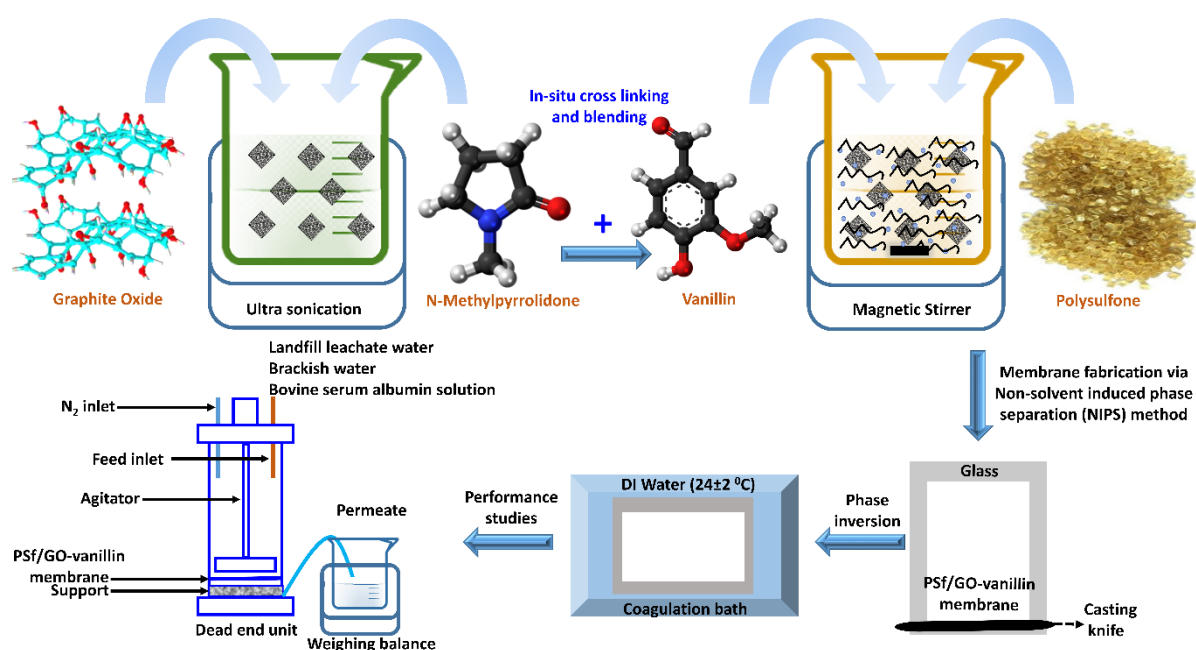 In-situ cross linking
and blending
+
Graphite Oxide
Ultra sonication
N-Methylpyrrolidone
Vanillin
Magnetic Stirrer
Polysulfone
Landfill leachate water
Brackish water
Bovine serum albumin solution
N2 inlet
Feed inlet
Agitator
PSf/GO-vanillin
membrane
Support
Dead end unit
Permeate
Weighing balance
Performance
studies
DI Water (24±2 ⁰C)
Coagulation bath
Phase
inversion
Membrane fabrication via
Non-solvent induced phase
separation (NIPS) method
Glass
PSf/GO-vanillin
membrane
Casting
knife